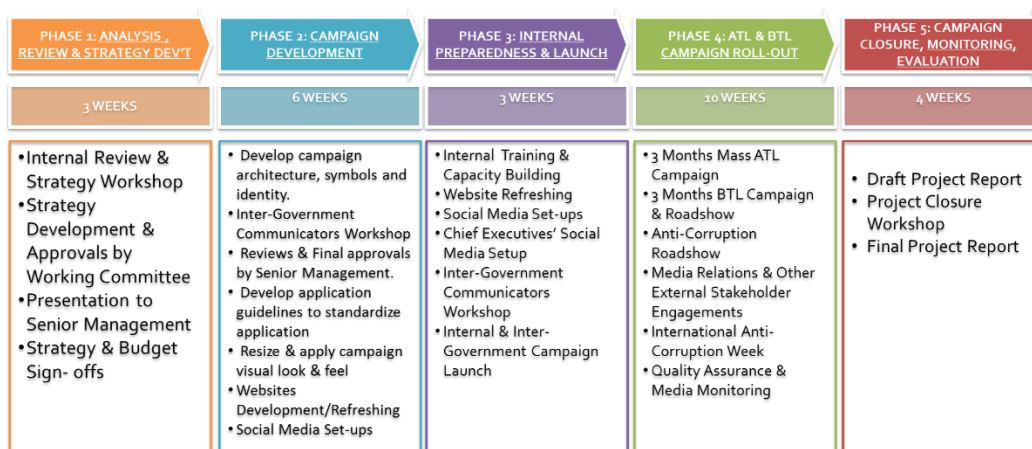 PHASE 1: ANALYSIS ,
REVIEW & STRATEGY DEV'T
3 WEEKS
•Internal Review &
Strategy Workshop
•Strategy
Development &
Approvals by
Working Committee
•Presentation to
Senior Management
•Strategy & Budget
Sign- offs
PHASE 2: CAMPAIGN
DEVELOPMENT
6 WEEKS
• Develop campaign
architecture, symbols and
identity.
• Inter-Government
Communicators Workshop
• Reviews & Final approvals
by Senior Management.
• Develop application
guidelines to standardize
application
• Resize & apply campaign
visual look & feel
• Websites
Development/Refreshing
• Social Media Set-ups
PHASE 3: INTERNAL
PREPAREDNESS & LAUNCH
3 WEEKS
• Internal Training &
Capacity Building
• Website Refreshing
• Social Media Set-ups
• Chief Executives' Social
Media Setup
• Inter-Government
Communicators
Workshop
• Internal & Inter-
Government Campaign
Launch
PHASE 4: ATL & BTL
CAMPAIGN ROLL-OUT
10 WEEKS
• 3 Months Mass ATL
Campaign
• 3 Months BTL Campaign
& Roadshow
• Anti-Corruption
Roadshow
• Media Relations & Other
External Stakeholder
Engagements
• International Anti-
Corruption Week
• Quality Assurance &
Media Monitoring
PHASE 5: CAMPAIGN
CLOSURE, MONITORING,
EVALUATION
4 WEEKS
• Draft Project Report
• Project Closure
Workshop
• Final Project Report